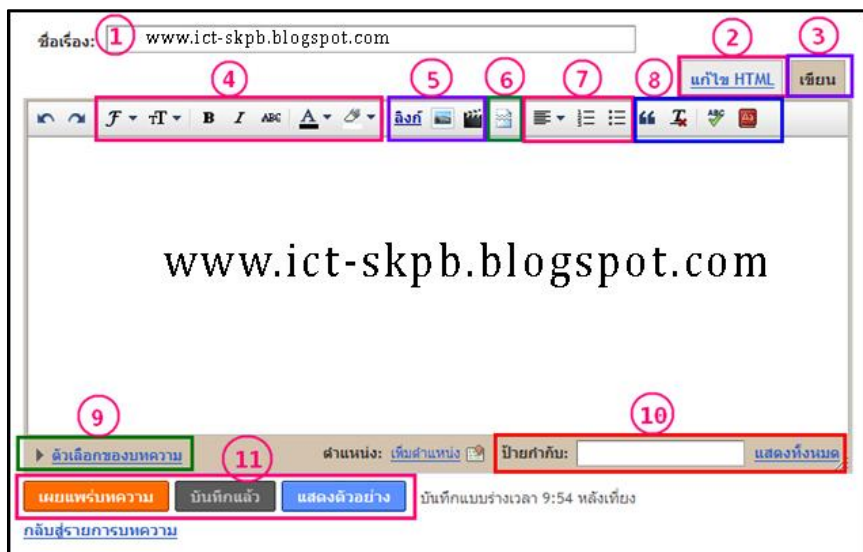 ชื่อเรื่อง: 1 www.ict-skpb.blogspot.com
2 3
แก้ไข HTML เขียน
4 5 6 7 8
F T T B I ABC A ลิงก์ ABC
www.ict-skpb.blogspot.com
9 10
ตัวเลือกของบทความ 11 ตำแหน่ง: เพิ่มตำแหน่ง ป้ายกำกับ: แสดงทั้งหมด
เผยแพร่บทความ บันทึกแล้ว แสดงตัวอย่าง บันทึกแบบร่างเวลา 9:54 หลังเที่ยง
กลับสู่รายการบทความ